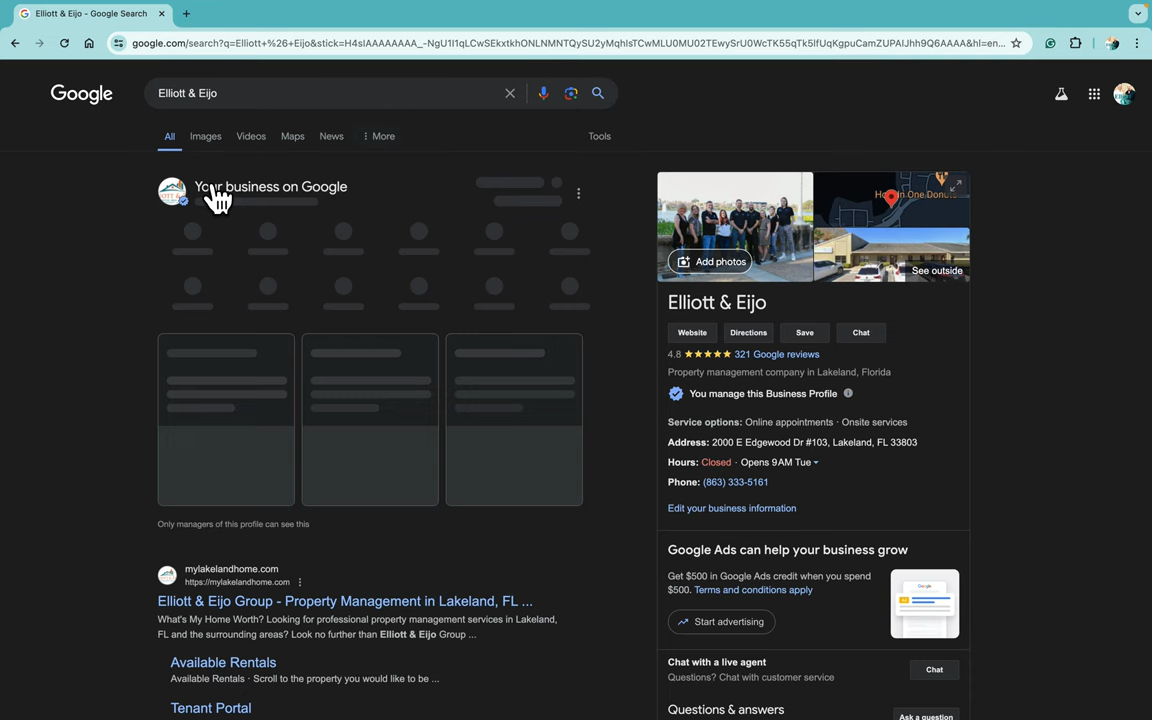 Elliott & Eijo - Google Search
google.com/search?q=Elliott+%26+Eijo&stick=H4sIAAAAAAAA_-NgU1I1qLCwSEkxtkhONLNMNTQySU2yMqhIsTCwMLU0MU02TEwySrU0WcTK55qTk5lfUqKgpuCamZUPAIJhh9Q6AAAA&hl=en...
Google
Elliott & Eijo
All
Images
Videos
Maps
News
More
Tools
Your business on Google
Only managers of this profile can see this
mylakelandhome.com
https://mylakelandhome.com
Elliott & Eijo Group - Property Management in Lakeland, FL ...
What's My Home Worth? Looking for professional property management services in Lakeland,
FL and the surrounding areas? Look no further than Elliott & Eijo Group ...
Available Rentals
Available Rentals · Scroll to the property you would like to be ...
Tenant Portal
Add photos
See outside
Elliott & Eijo
Website
Directions
Save
Chat
4.8
321 Google reviews
Property management company in Lakeland, Florida
You manage this Business Profile
Service options: Online appointments · Onsite services
Address: 2000 E Edgewood Dr #103, Lakeland, FL 33803
Hours: Closed · Opens 9 AM Tue
Phone: (863) 333-5161
Edit your business information
Google Ads can help your business grow
Get $500 in Google Ads credit when you spend
$500. Terms and conditions apply
Start advertising
Chat with a live agent
Questions? Chat with customer service
Chat
Questions & answers
Ask a question